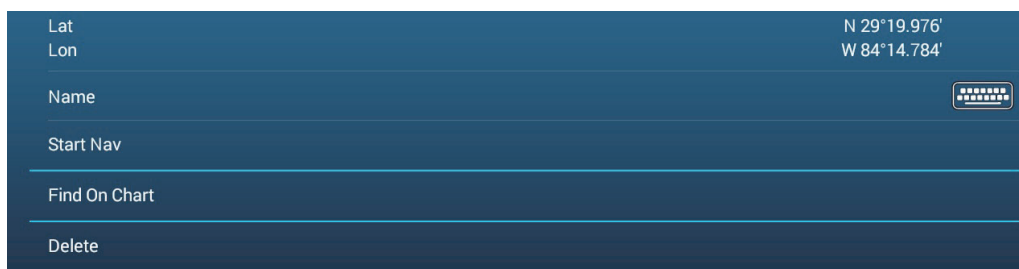 Lat N 29°19.976'
Lon W 84°14.784'
Name
Start Nav
Find On Chart
Delete